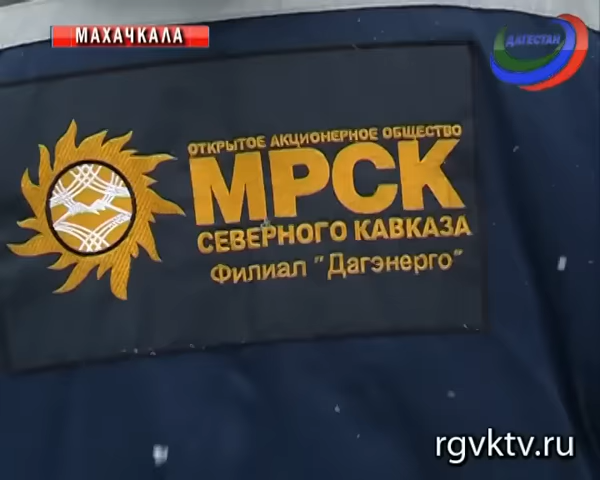 МАХАЧКАЛА
ДАГЕСТАН
ОТКРЫТОЕ АКЦИОНЕРНОЕ ОБЩЕСТВО
МРСК
СЕВЕРНОГО КАВКАЗА
Филиал "Дагэнерго"
rgvktv.ru